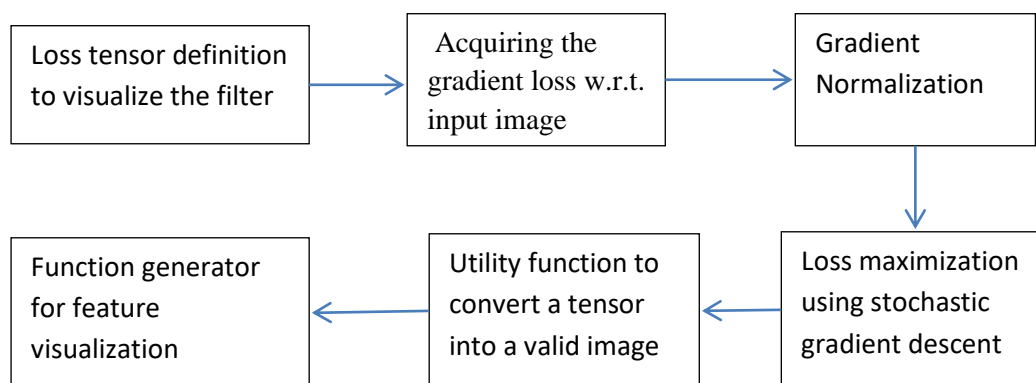 Loss tensor definition
to visualize the filter
Acquiring the
gradient loss w.r.t.
input image
Gradient
Normalization
Loss maximization
using stochastic
gradient descent
Utility function to
convert a tensor
into a valid image
Function generator
for feature
visualization